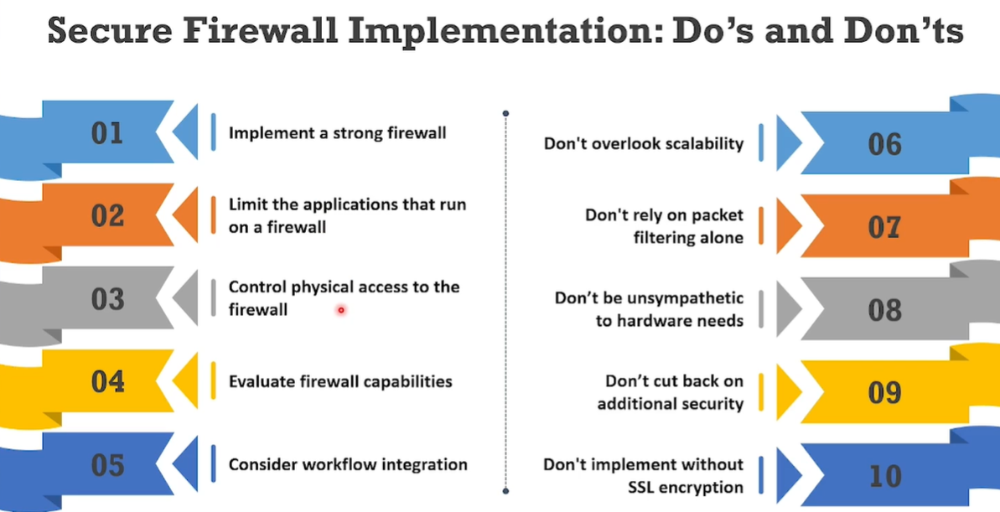 Secure Firewall Implementation: Do’s and Don’ts
01
Implement a strong firewall
02
Limit the applications that run
on a firewall
03
Control physical access to the
firewall
04
Evaluate firewall capabilities
05
Consider workflow integration
Don't overlook scalability
06
Don't rely on packet
filtering alone
07
Don’t be unsympathetic
to hardware needs
08
Don’t cut back on
additional security
09
Don't implement without
SSL encryption
10